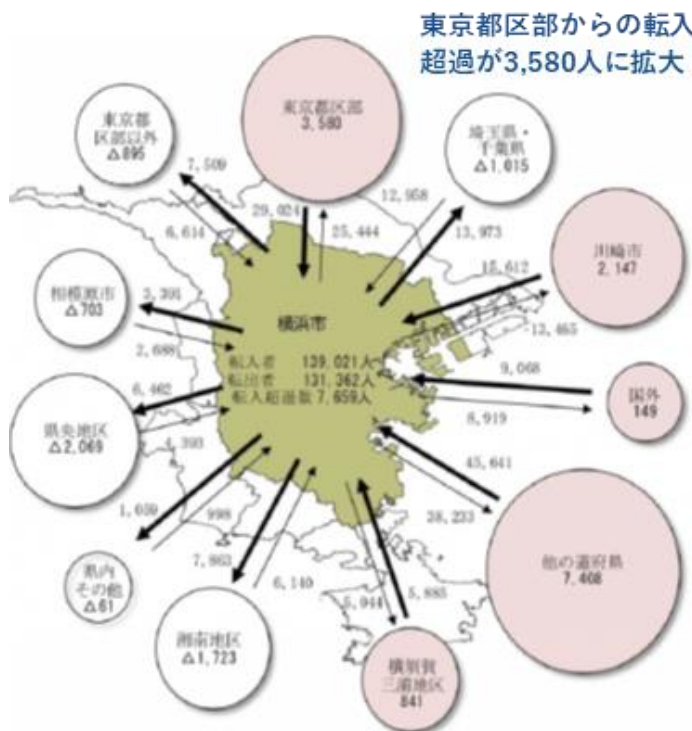 東京都区部からの転入
超過が3,580人に拡大
東京都区部
3,580
東京都
区部以外
△895
埼玉県・
千葉県
△1,015
7,509
6,614
29,024
25,444
12,958
13,973
川崎市
2,147
15,612
13,465
相模原市
△703
3,391
2,688
横浜市
転入者 139,021人
転出者 131,362人
転入超過数 7,659人
9,068
8,919
国外
149
県央地区
△2,069
6,462
4,393
45,641
38,233
他の道府県
7,408
1,059
998
県内
その他
△61
7,863
6,140
湘南地区
△1,723
5,044
5,885
横須賀
三浦地区
841